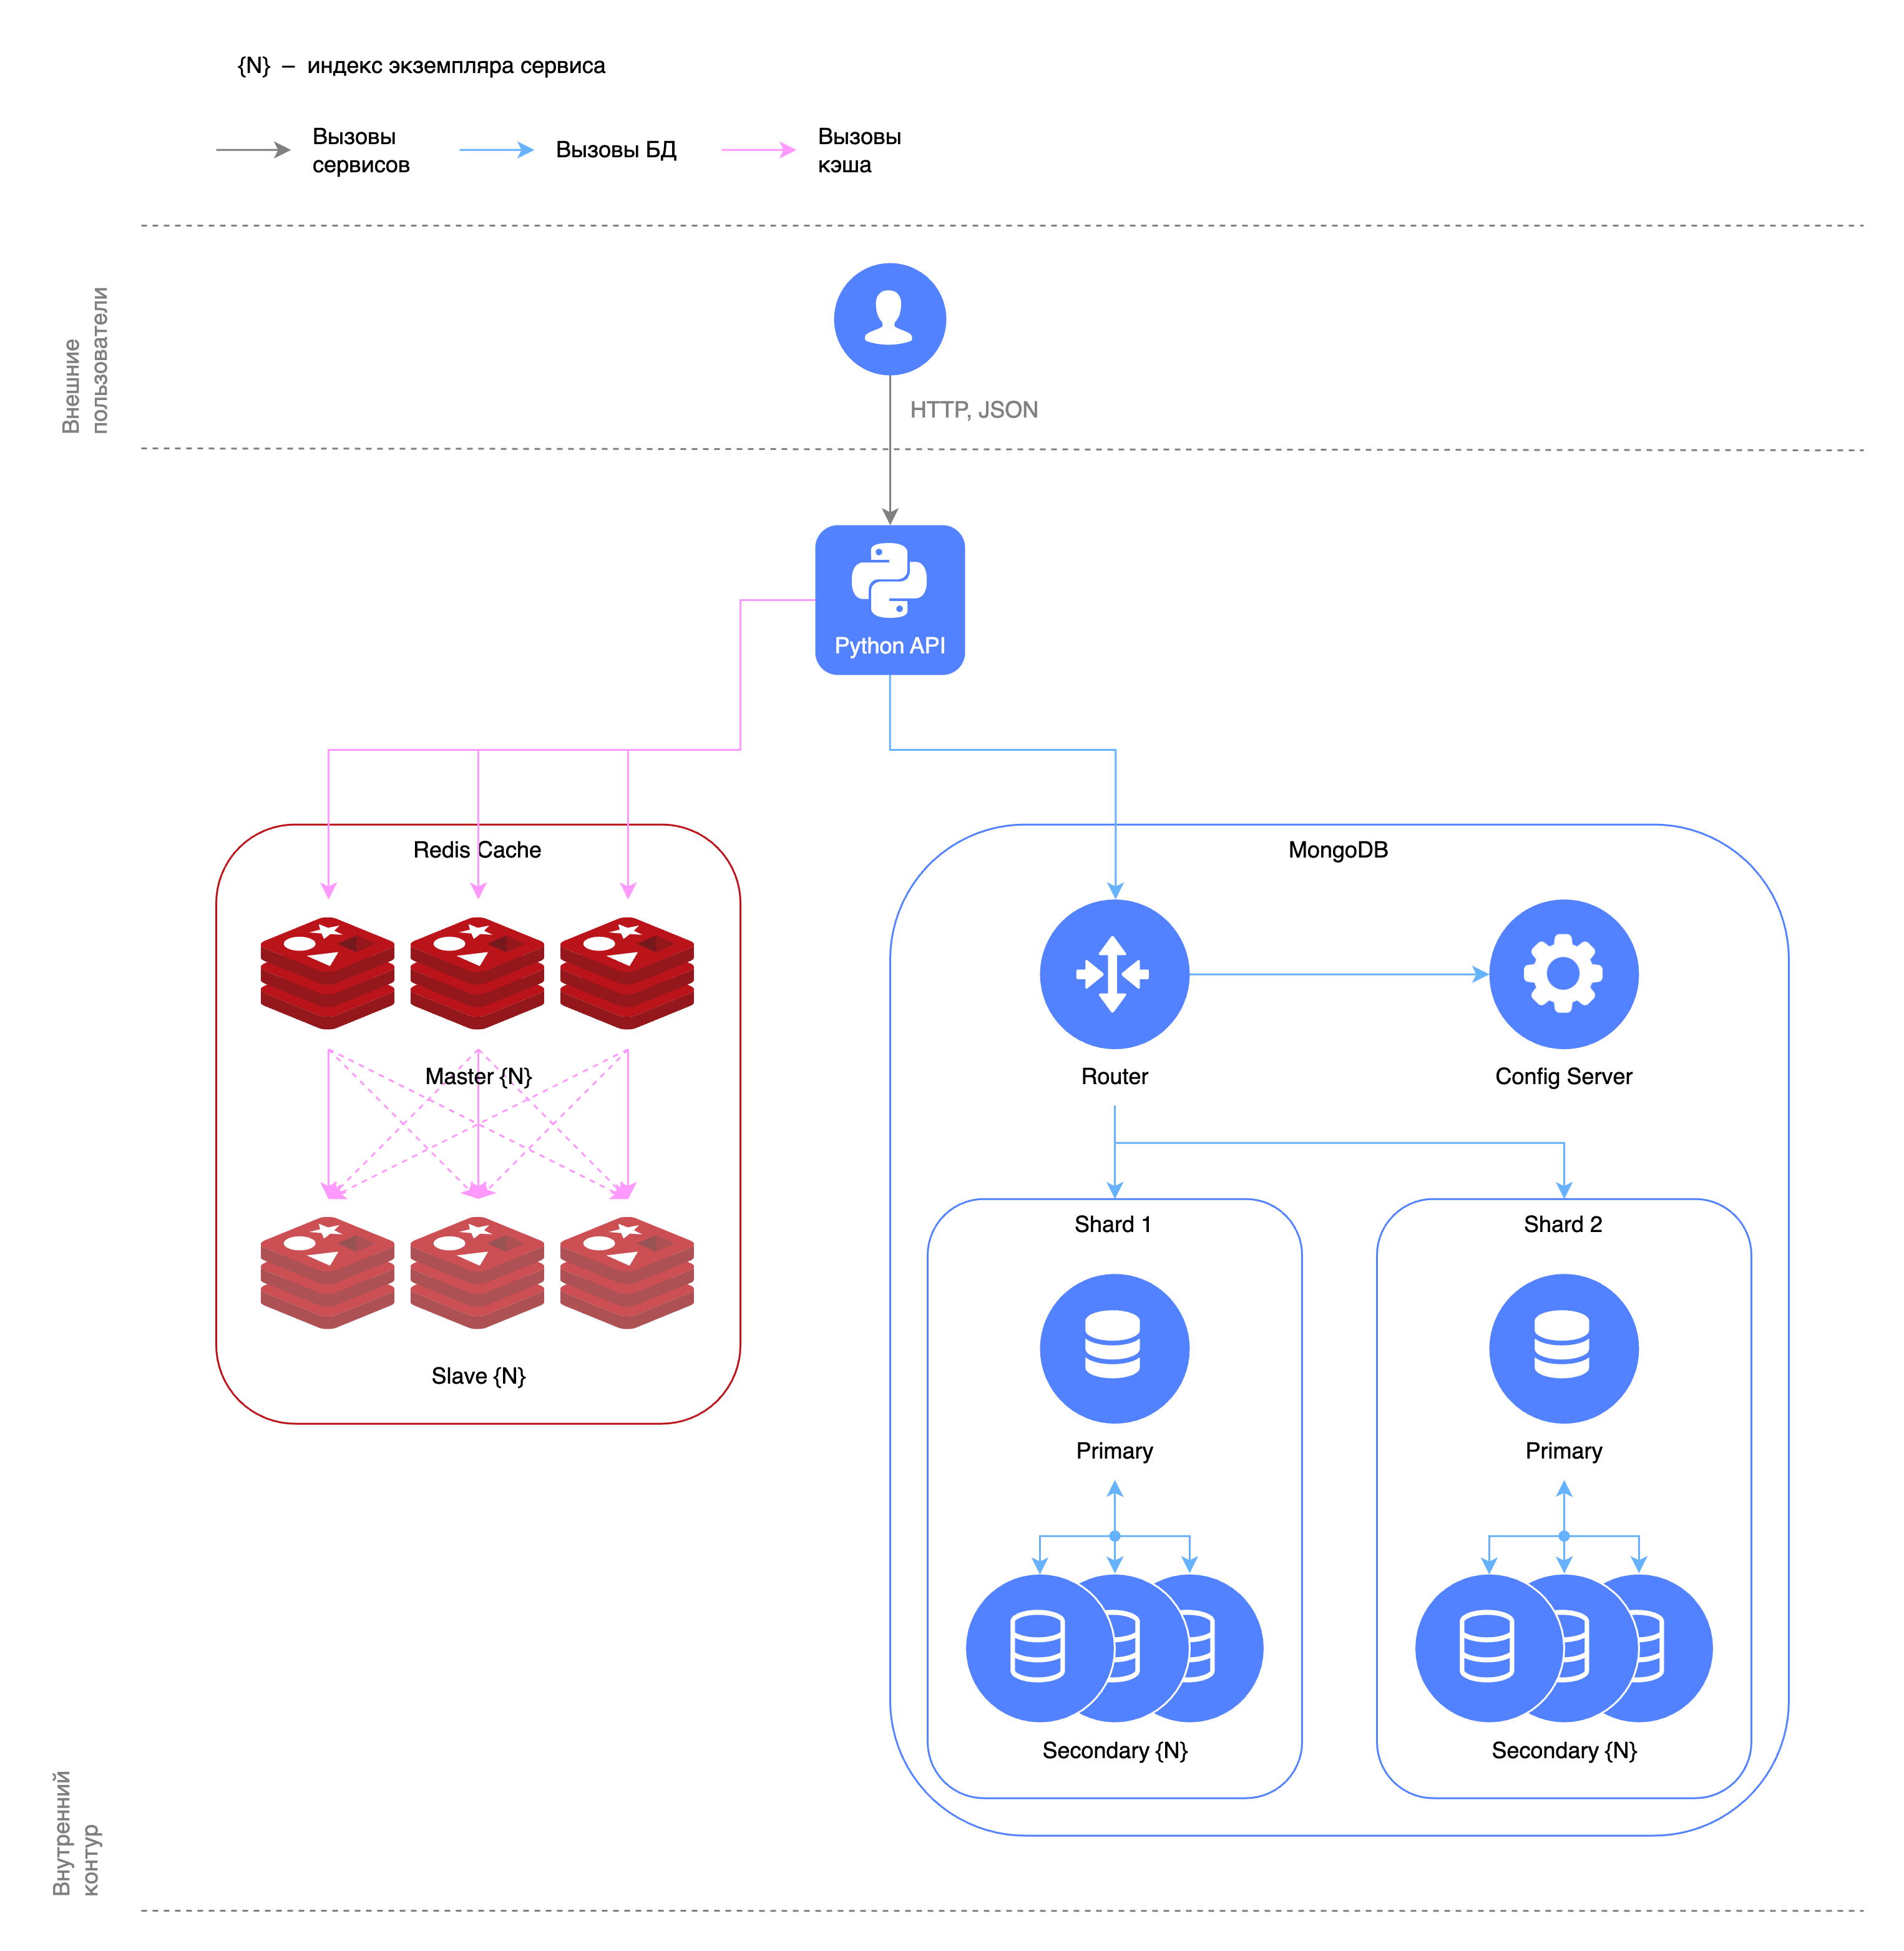 {N} – индекс экземпляра сервиса
Вызовы
сервисов
Вызовы БД
Вызовы
кэша
Внешние
пользователи
HTTP, JSON
Python API
Redis Cache
MongoDB
Master {N}
Router
Config Server
Shard 1
Shard 2
Slave {N}
Primary
Primary
Secondary {N}
Secondary {N}
Внутренний
контур